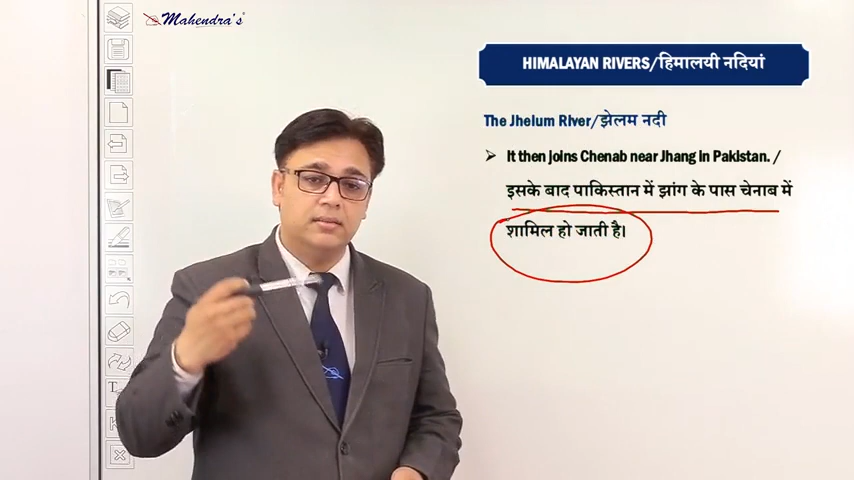 Mahendra's
HIMALAYAN RIVERS/हिमालयी नदियां
The Jhelum River/झेलम नदी
It then joins Chenab near Jhang in Pakistan. /
इसके बाद पाकिस्तान में झांग के पास चेनाब में
शामिल हो जाती है।